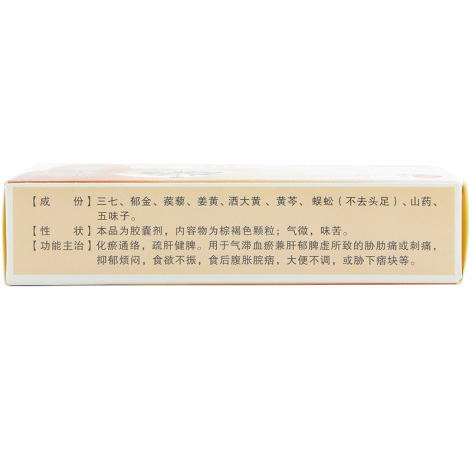 【成　份】三七、郁金、蒺藜、姜黄、酒大黄、黄芩、蜈蚣（不去头足）、山药、
五味子。
【性　状】本品为胶囊剂，内容物为棕褐色颗粒；气微，味苦。
【功能主治】化瘀通络，疏肝健脾。用于气滞血瘀兼肝郁脾虚所致的胁肋痛或刺痛，
抑郁烦闷，食欲不振，食后腹胀脘痞，大便不调，或胁下痞块等。